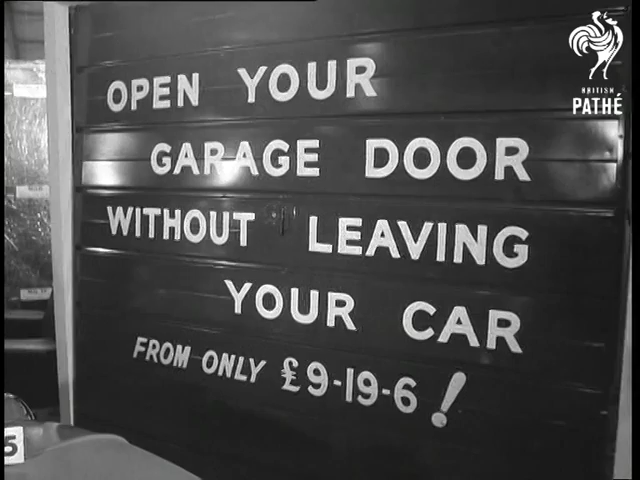 BRITISH
PATHÉ
OPEN YOUR
GARAGE DOOR
WITHOUT LEAVING
YOUR CAR
FROM ONLY £9-19-6!
5